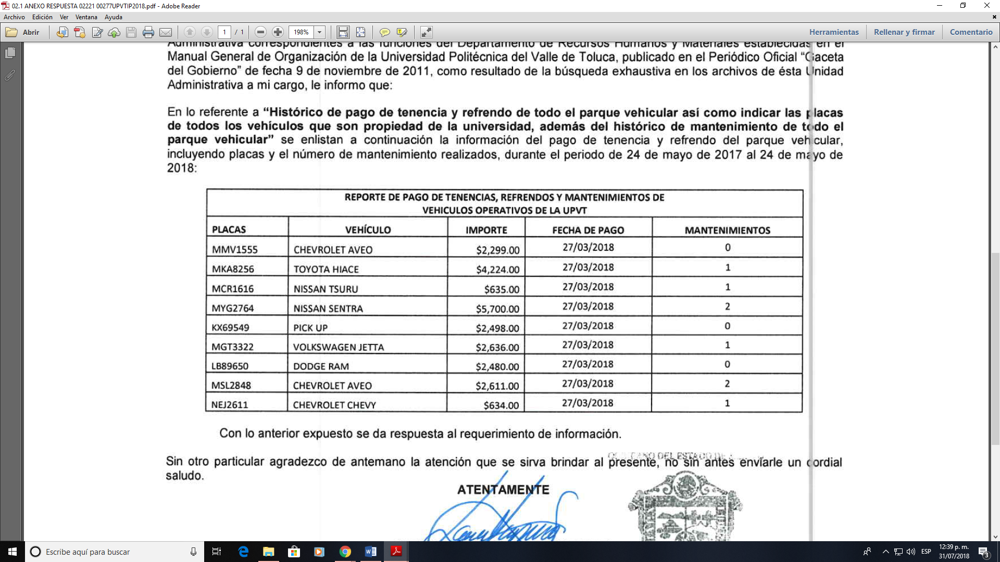 02.1 ANEXO RESPUESTA 02221 00277UPVTIP2018.pdf - Adobe Reader
Archivo Edición Ver Ventana Ayuda
Abrir 1 / 1 198% Herramientas Rellenar y firmar Comentario
Administrativa correspondientes a las funciones del Departamento de Recursos Humanos y Materiales establecidas en el
Manual General de Organización de la Universidad Politécnica del Valle de Toluca, publicado en el Periódico Oficial “Gaceta
del Gobierno” de fecha 9 de noviembre de 2011, como resultado de la búsqueda exhaustiva en los archivos de ésta Unidad
Administrativa a mi cargo, le informo que:
En lo referente a “Histórico de pago de tenencia y refrendo de todo el parque vehicular así como indicar las placas
de todos los vehículos que son propiedad de la universidad, además del histórico de mantenimiento de todo el
parque vehicular” se enlistan a continuación la información del pago de tenencia y refrendo del parque vehicular,
incluyendo placas y el número de mantenimiento realizados, durante el periodo de 24 de mayo de 2017 al 24 de mayo de
2018:
REPORTE DE PAGO DE TENENCIAS, REFRENDOS Y MANTENIMIENTOS DE
VEHICULOS OPERATIVOS DE LA UPVT
PLACAS VEHÍCULO IMPORTE FECHA DE PAGO MANTENIMIENTOS
MMV1555 CHEVROLET AVEO $2,299.00 27/03/2018 0
MKA8256 TOYOTA HIACE $4,224.00 27/03/2018 1
MCR1616 NISSAN TSURU $635.00 27/03/2018 1
MYG2764 NISSAN SENTRA $5,700.00 27/03/2018 2
KX69549 PICK UP $2,498.00 27/03/2018 0
MGT3322 VOLKSWAGEN JETTA $2,636.00 27/03/2018 1
LB89650 DODGE RAM $2,480.00 27/03/2018 0
MSL2848 CHEVROLET AVEO $2,611.00 27/03/2018 2
NEJ2611 CHEVROLET CHEVY $634.00 27/03/2018 1
Con lo anterior expuesto se da respuesta al requerimiento de información.
DEL ESTADO DE
Sin otro particular agradezco de antemano la atención que se sirva brindar al presente, no sin antes enviarle un cordial
saludo.
ATENTAMENTE
Escribe aquí para buscar
ESP
12:39 p. m.
31/07/2018
3